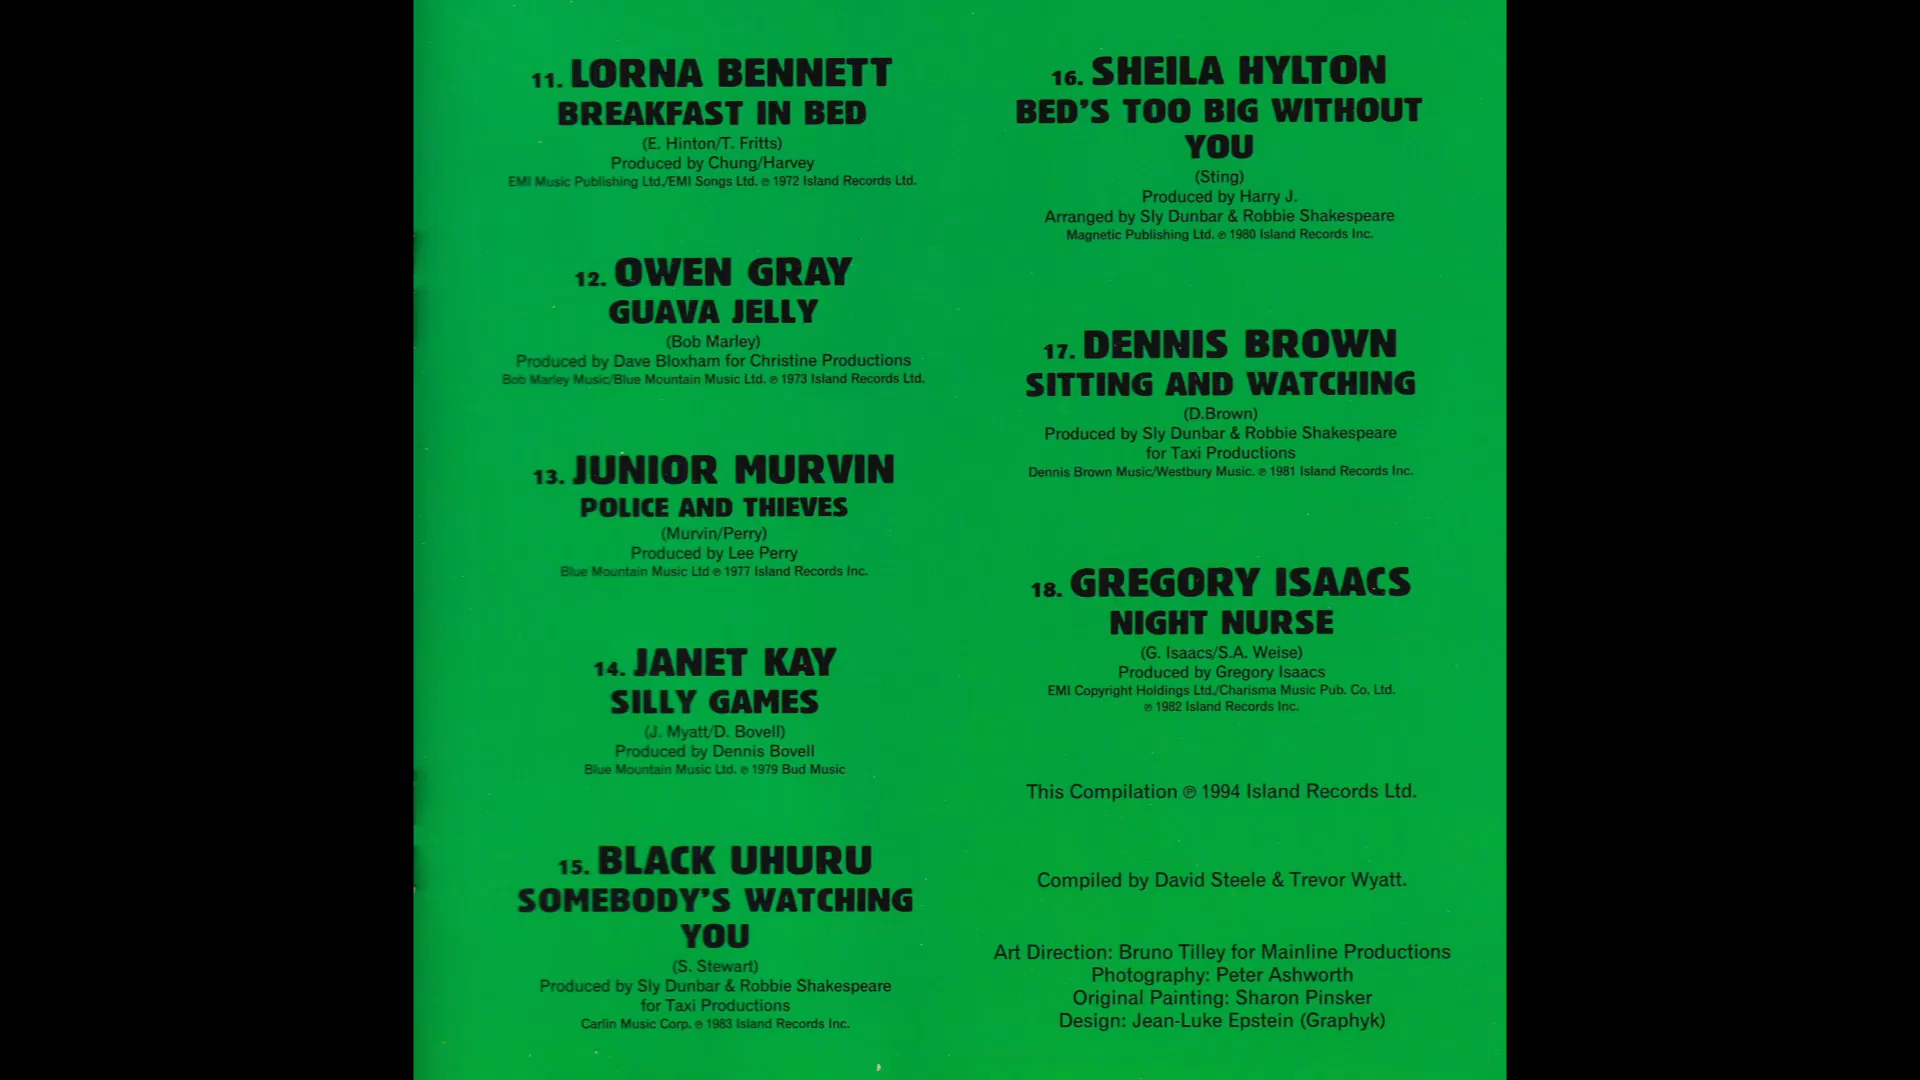 11. LORNA BENNETT
BREAKFAST IN BED
(E. Hinton/T. Fritts)
Produced by Chung/Harvey
EMI Music Publishing Ltd./EMI Songs Ltd. ℗ 1972 Island Records Ltd.
12. OWEN GRAY
GUAVA JELLY
(Bob Marley)
Produced by Dave Bloxham for Christine Productions
Bob Marley Music/Blue Mountain Music Ltd. ℗ 1973 Island Records Ltd.
13. JUNIOR MURVIN
POLICE AND THIEVES
(Murvin/Perry)
Produced by Lee Perry
Blue Mountain Music Ltd ℗ 1977 Island Records Inc.
14. JANET KAY
SILLY GAMES
(J. Myatt/D. Bovell)
Produced by Dennis Bovell
Blue Mountain Music Ltd. ℗ 1979 Bud Music
15. BLACK UHURU
SOMEBODY'S WATCHING
YOU
(S. Stewart)
Produced by Sly Dunbar & Robbie Shakespeare
for Taxi Productions
Carlin Music Corp. ℗ 1983 Island Records Inc.
16. SHEILA HYLTON
BED'S TOO BIG WITHOUT
YOU
(Sting)
Produced by Harry J.
Arranged by Sly Dunbar & Robbie Shakespeare
Magnetic Publishing Ltd. ℗ 1980 Island Records Inc.
17. DENNIS BROWN
SITTING AND WATCHING
(D.Brown)
Produced by Sly Dunbar & Robbie Shakespeare
for Taxi Productions
Dennis Brown Music/Westbury Music. ℗ 1981 Island Records Inc.
18. GREGORY ISAACS
NIGHT NURSE
(G. Isaacs/S.A. Weise)
Produced by Gregory Isaacs
EMI Copyright Holdings Ltd./Charisma Music Pub. Co. Ltd.
℗ 1982 Island Records Inc.
This Compilation ℗ 1994 Island Records Ltd.
Compiled by David Steele & Trevor Wyatt.
Art Direction: Bruno Tilley for Mainline Productions
Photography: Peter Ashworth
Original Painting: Sharon Pinsker
Design: Jean-Luke Epstein (Graphyk)